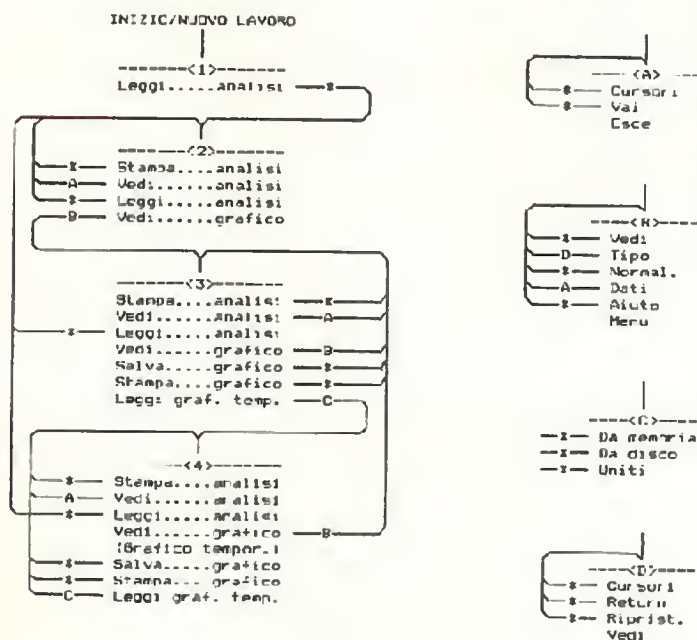 INIZIO/NUOVO LAVORO
-------<1>-------
Leggi.....analisi *
-------<2>-------
* Stampa....analisi
A Vedi......analisi
* Leggi.....analisi
B Vedi......grafico
-------<3>-------
Stampa....analisi *
Vedi......analisi A
* Leggi.....analisi
Vedi......grafico B
Salva.....grafico *
Stampa....grafico *
Leggi graf. temp. C
--<4>-------
* Stampa....analisi
A Vedi......analisi
* Leggi.....analisi
Vedi......grafico B
(Grafico tempor.)
* Salva.....grafico
* Stampa... grafico
C Leggi graf. temp.
---- <A> --
* Cursori
* Vai
Esce
-----<B>---
* Vedi
D Tipo
* Normal.
A Dati
* Aiuto
Menu
-----<C>----
* Da memoria
* Da disco
* Uniti
-----<D>----
* Cursori
* Return
* Riprist.
Vedi